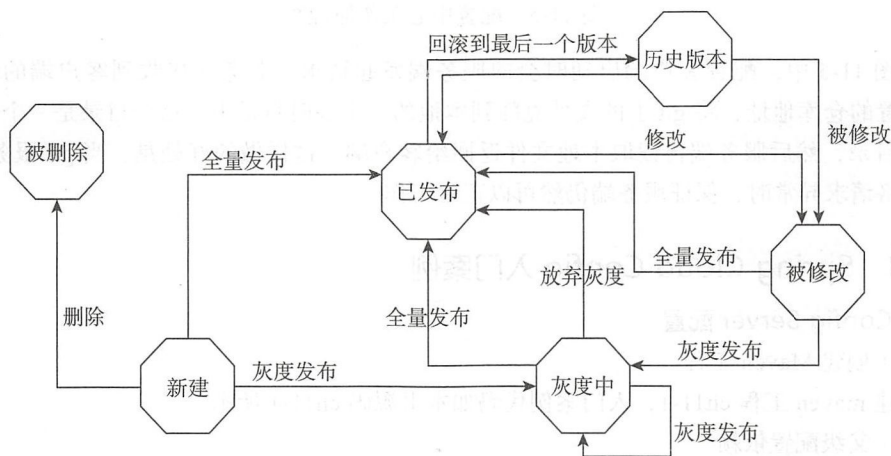 回滚到最后一个版本
历史版本
修改
被修改
被删除
全量发布
已发布
全量发布
放弃灰度
全量发布
被修改
删除
灰度发布
新建
灰度发布
灰度中
灰度发布